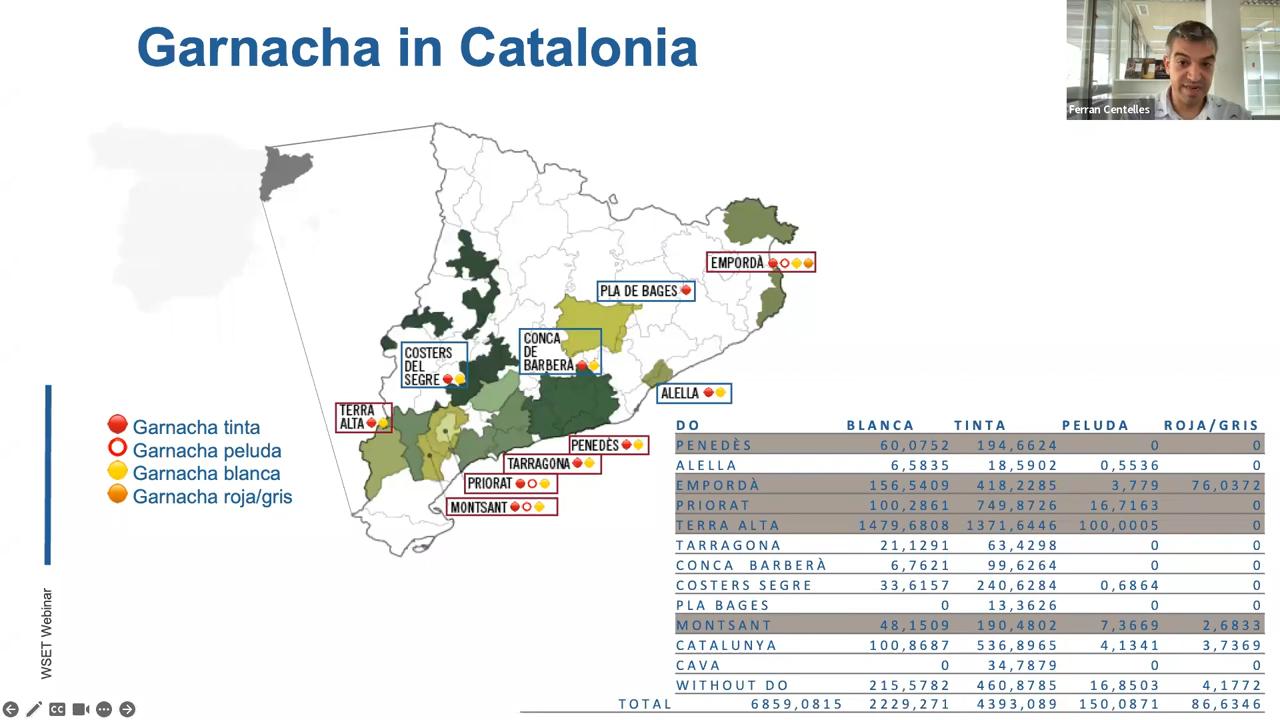 Garnacha in Catalonia
Ferran Centelles
EMPORDÀ
PLA DE BAGES
CONCA
DE
BARBERÀ
COSTERS
DEL
SEGRE
ALELLA
TERRA
ALTA
PENEDÈS
TARRAGONA
PRIORAT
MONTSANT
Garnacha tinta
Garnacha peluda
Garnacha blanca
Garnacha roja/gris
WSET Webinar
DO BLANCA TINTA PELUDA ROJA/GRIS
PENEDÈS 60,0752 194,6624 0 0
ALELLA 6,5835 18,5902 0,5536 0
EMPORDÀ 156,5409 418,2285 3,779 76,0372
PRIORAT 100,2861 749,8726 16,7163 0
TERRA ALTA 1479,6808 1371,6446 100,0005 0
TARRAGONA 21,1291 63,4298 0 0
CONCA BARBERÀ 6,7621 99,6264 0 0
COSTERS SEGRE 33,6157 240,6284 0,6864 0
PLA BAGES 0 13,3626 0 0
MONTSANT 48,1509 190,4802 7,3669 2,6833
CATALUNYA 100,8687 536,8965 4,1341 3,7369
CAVA 0 34,7879 0 0
WITHOUT DO 215,5782 460,8785 16,8503 4,1772
TOTAL 6859,0815 2229,271 4393,089 150,0871 86,6346